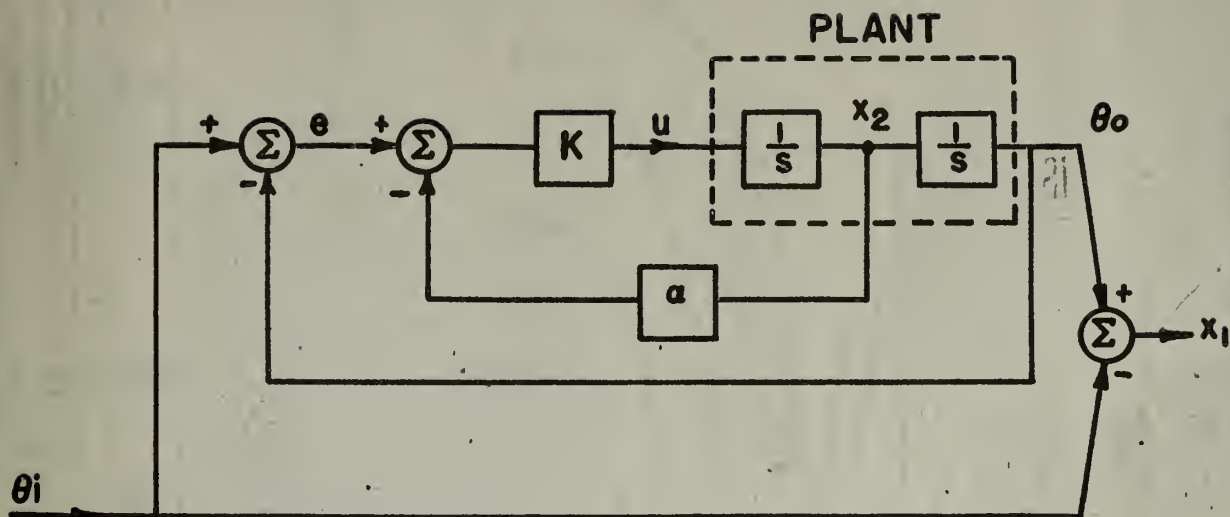 PLANT
+ Σ e + Σ K u 1/s x2 1/s θo
-
-
α
+
Σ x1
-
θi